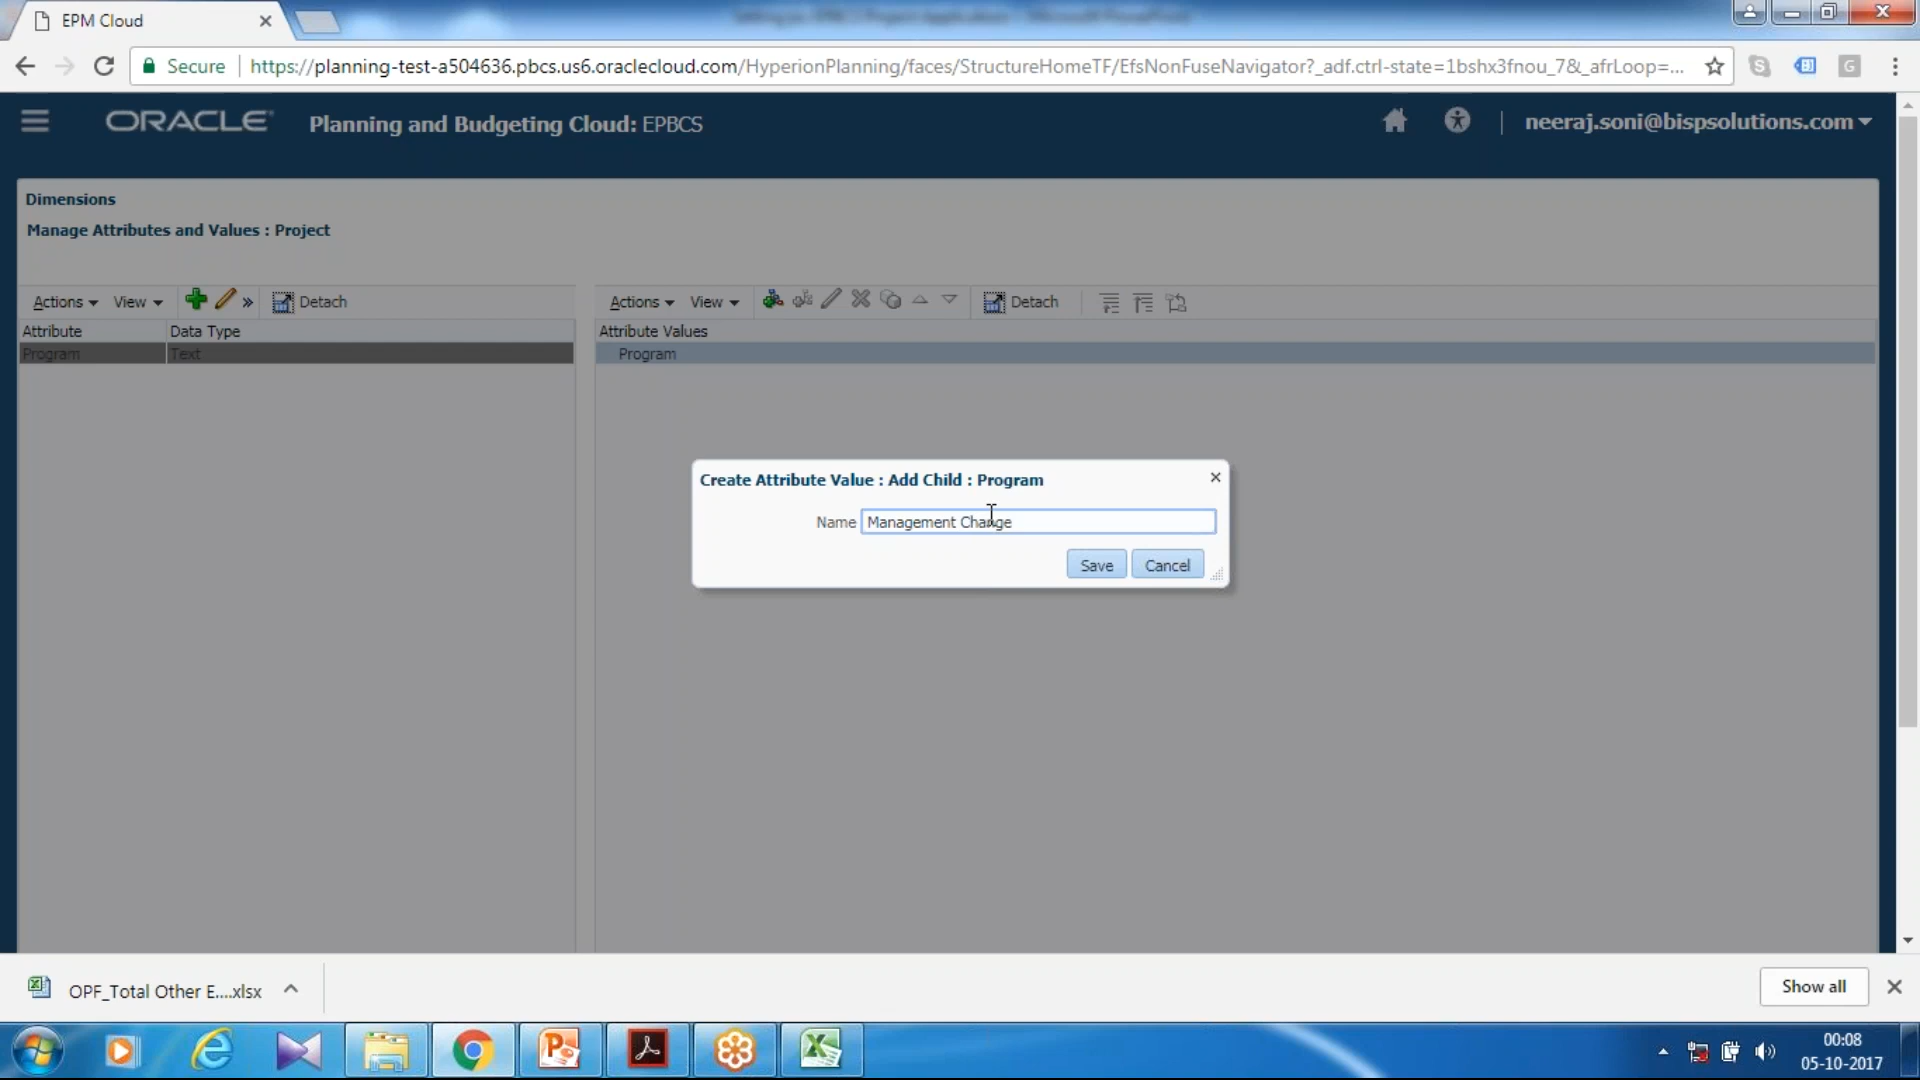 EPM Cloud
Secure https://planning-test-a504636.pbcs.us6.oraclecloud.com/HyperionPlanning/faces/StructureHomeTF/EfsNonFuseNavigator?_adf.ctrl-state=1bshx3fnou_7&_afrLoop=...
ORACLE Planning and Budgeting Cloud: EPBCS neeraj.soni@bispsolutions.com
Dimensions
Manage Attributes and Values : Project
Actions View » Detach Actions View Detach
Attribute Data Type Attribute Values
Program Text Program
Create Attribute Value : Add Child : Program
Name Management Change
Save Cancel
OPF_Total Other E....xlsx Show all
00:08
05-10-2017